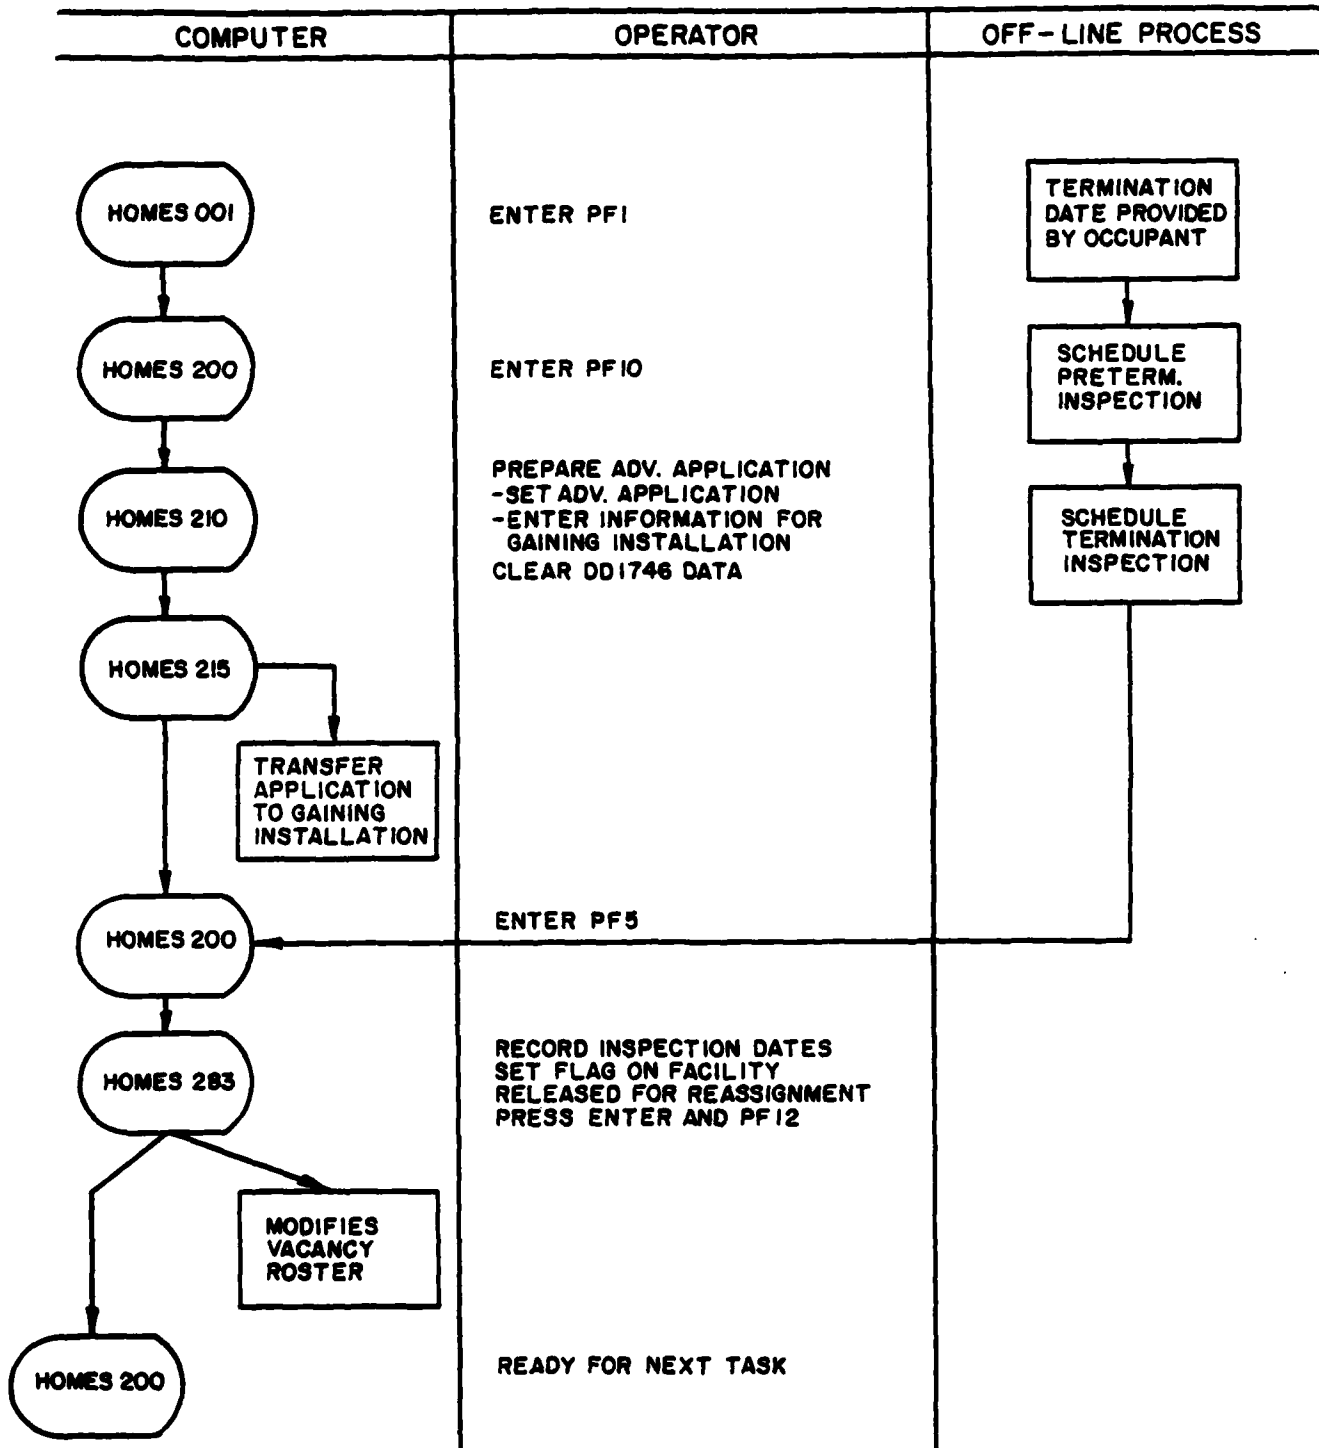 COMPUTER
OPERATOR
OFF-LINE PROCESS
HOMES 001
ENTER PF1
TERMINATION
DATE PROVIDED
BY OCCUPANT
HOMES 200
ENTER PF10
SCHEDULE
PRETERM.
INSPECTION
HOMES 210
PREPARE ADV. APPLICATION
-SET ADV. APPLICATION
-ENTER INFORMATION FOR
GAINING INSTALLATION
CLEAR DD1746 DATA
SCHEDULE
TERMINATION
INSPECTION
HOMES 215
TRANSFER
APPLICATION
TO GAINING
INSTALLATION
HOMES 200
ENTER PF5
HOMES 283
RECORD INSPECTION DATES
SET FLAG ON FACILITY
RELEASED FOR REASSIGNMENT
PRESS ENTER AND PF12
MODIFIES
VACANCY
ROSTER
HOMES 200
READY FOR NEXT TASK